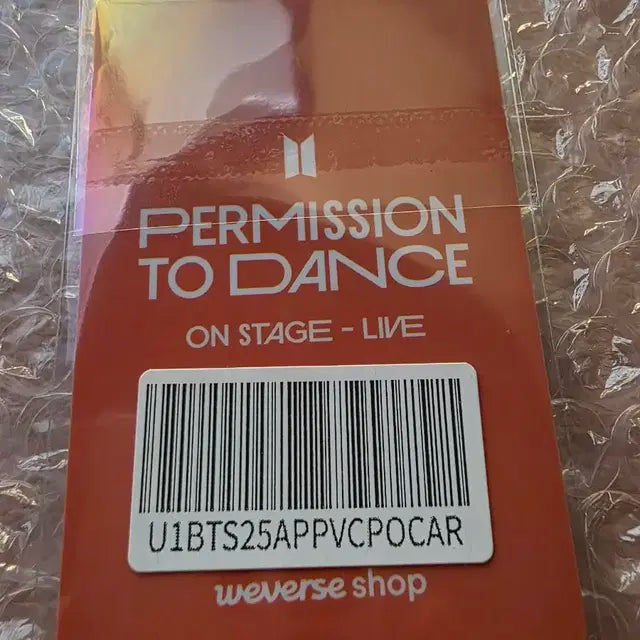 PERMISSION
TO DANCE
ON STAGE - LIVE
U1BTS25APPVCPOCAR
weverse shop